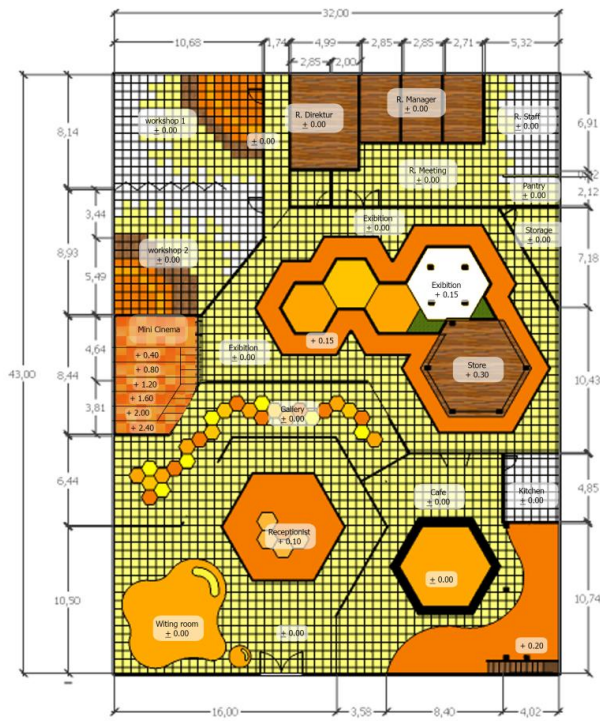 32,00
10,68 1,74 4,99 2,85 2,85 2,71 5,32
2,85 2,00
workshop 1
± 0.00
± 0.00
R. Direktur
± 0.00
R. Manager
± 0.00
R. Staff
± 0.00
R. Meeting
± 0.00
Pantry
± 0.00
Storage
± 0.00
Exibition
± 0.00
workshop 2
± 0.00
Exibition
+ 0.15
+ 0.15
Mini Cinema
+ 0.40
+ 0.80
+ 1.20
+ 1.60
+ 2.00
+ 2.40
Exibition
± 0.00
Store
+ 0.30
Gallery
± 0.00
Cafe
± 0.00
Kitchen
± 0.00
Receptionist
+ 0.10
± 0.00
Witing room
± 0.00
± 0.00
+ 0.20
43,00
8,14
8,93
8,44
6,44
10,50
3,44
5,49
4,64
3,81
6,91
2,12
7,18
10,43
4,85
10,74
16,00 3,58 8,40 4,02